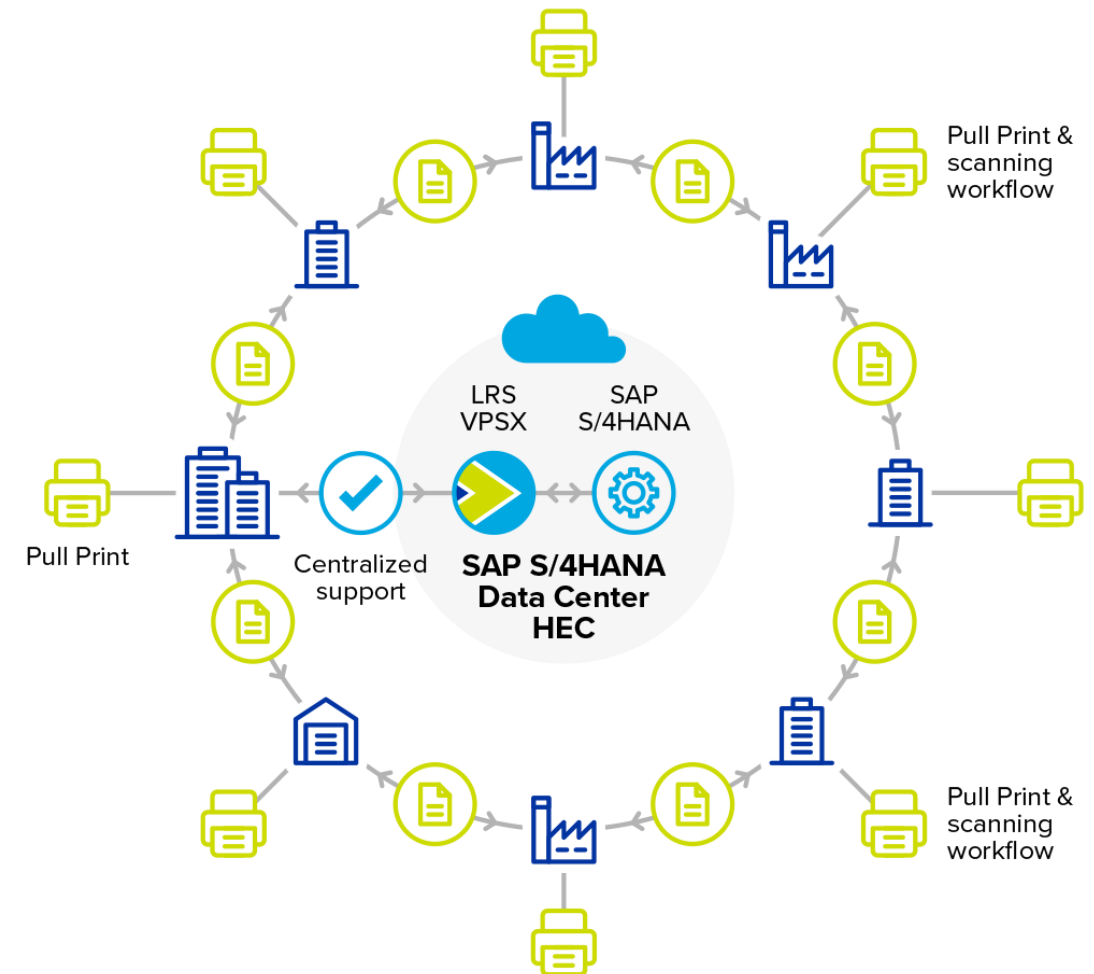 Pull Print &
scanning
workflow
LRS
VPSX
SAP
S/4HANA
Pull Print
Centralized
support
SAP S/4HANA
Data Center
HEC
Pull Print &
scanning
workflow